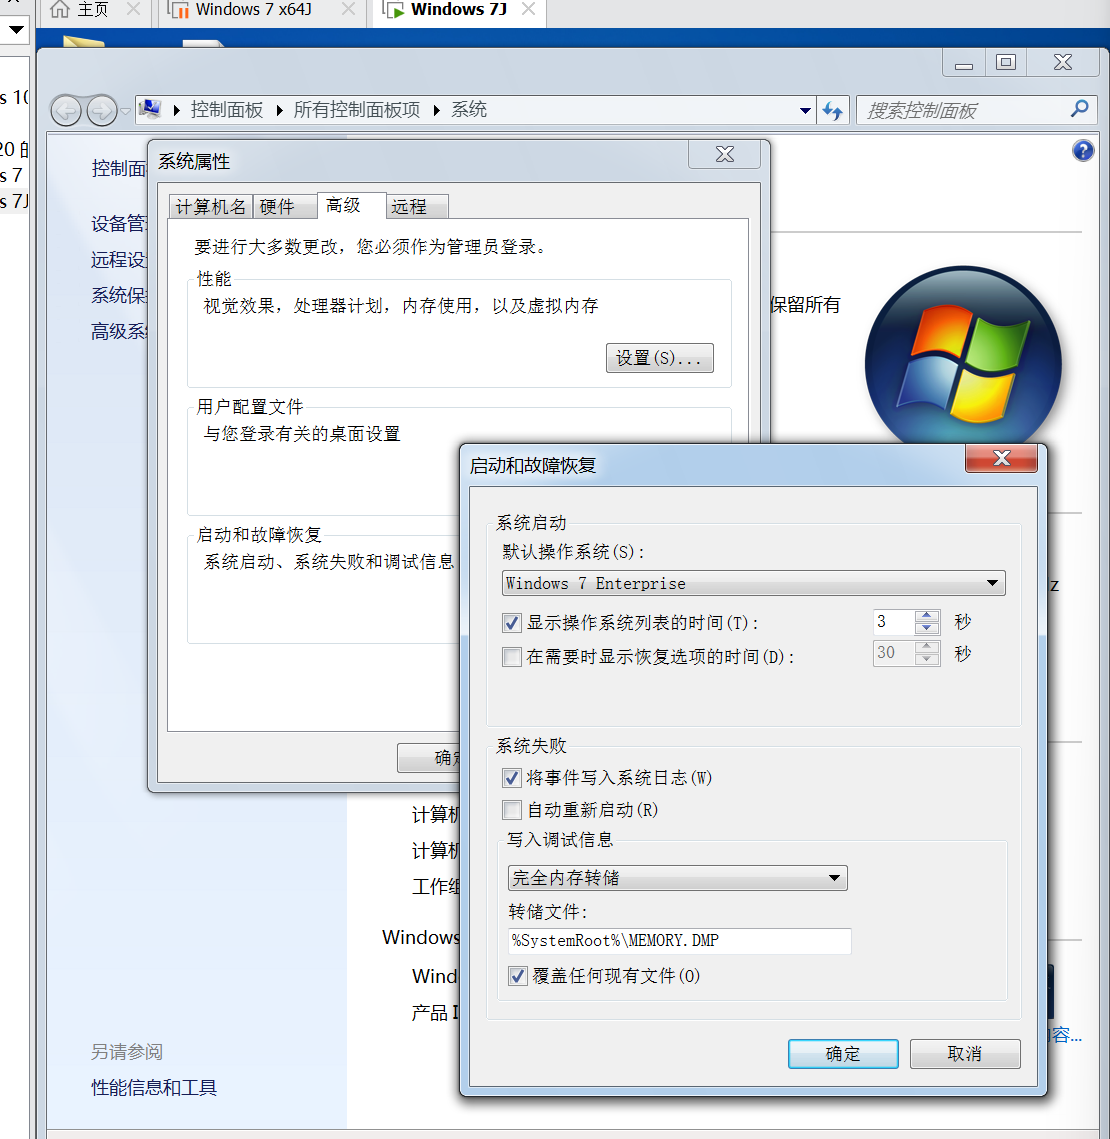 主页
Windows 7 x64J
Windows 7J
s 10
20 的
s 7
s 7J
控制面板
所有控制面板项
系统
搜索控制面板
控制面
设备管
远程设
系统保
高级系
系统属性
计算机名
硬件
高级
远程
要进行大多数更改，您必须作为管理员登录。
性能
视觉效果，处理器计划，内存使用，以及虚拟内存
设置(S)...
保留所有
用户配置文件
与您登录有关的桌面设置
启动和故障恢复
系统启动、系统失败和调试信息
确定
启动和故障恢复
系统启动
默认操作系统(S):
Windows 7 Enterprise
显示操作系统列表的时间(T):
3
秒
在需要时显示恢复选项的时间(D):
30
秒
系统失败
将事件写入系统日志(W)
自动重新启动(R)
写入调试信息
完全内存转储
转储文件:
%SystemRoot%\MEMORY.DMP
覆盖任何现有文件(O)
确定
取消
z
计算机
计算机
工作组
Windows
Wind
产品 I
容...
另请参阅
性能信息和工具